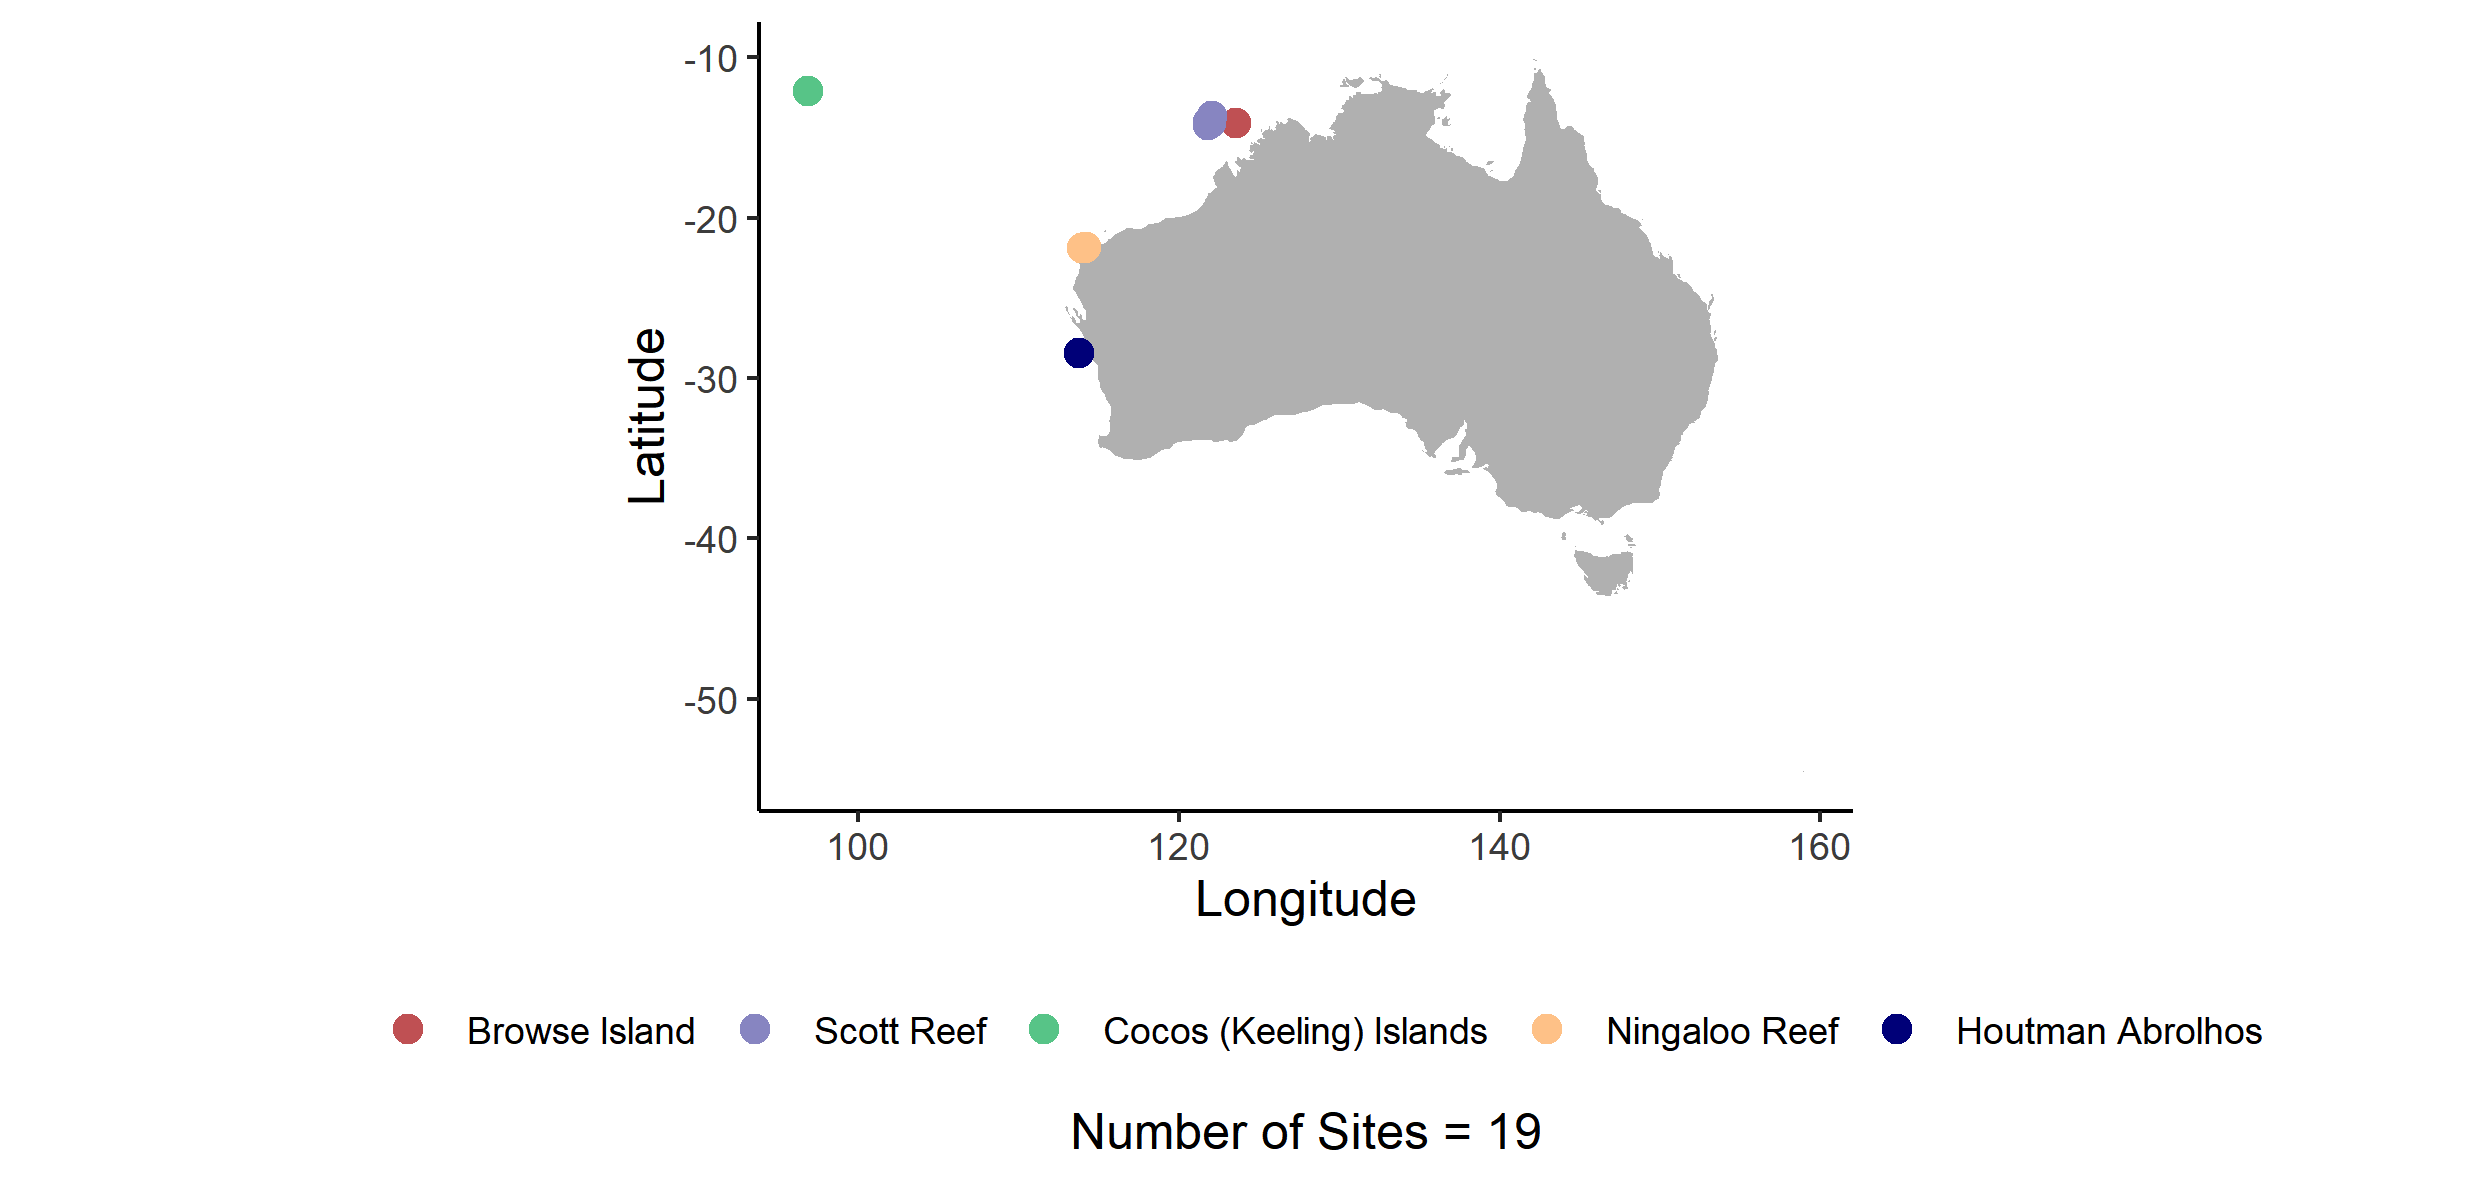 -10
-20
-30
-40
-50
Latitude
100 120 140 160
Longitude
Browse Island Scott Reef Cocos (Keeling) Islands Ningaloo Reef Houtman Abrolhos
Number of Sites = 19